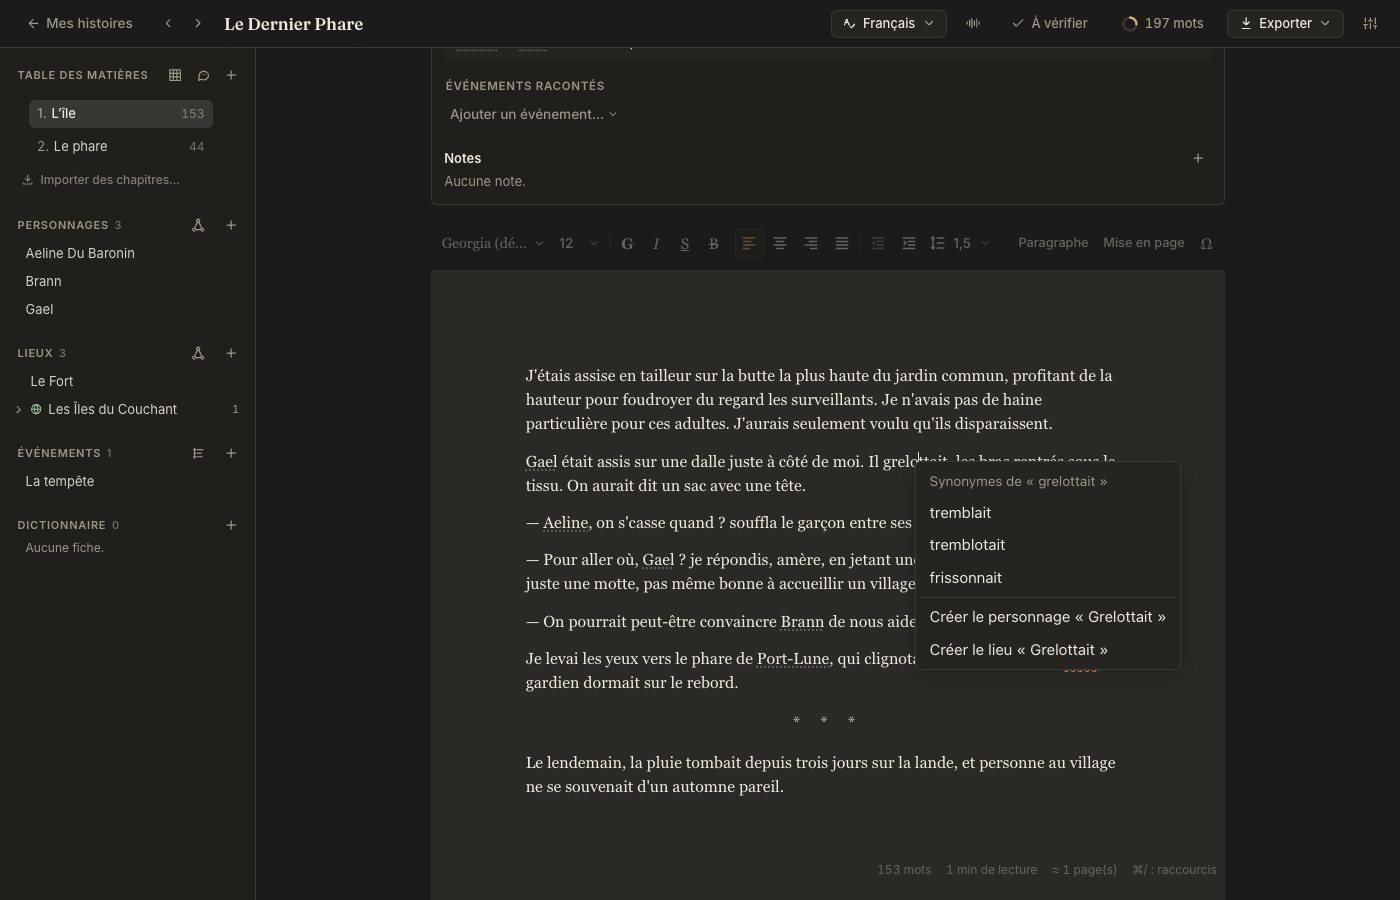 Mes histoires
Le Dernier Phare
Français
À vérifier
197 mots
Exporter
TABLE DES MATIÈRES
1. L'île 153
2. Le phare 44
Importer des chapitres...
PERSONNAGES 3
Aeline Du Baronin
Brann
Gael
LIEUX 3
Le Fort
Les Îles du Couchant 1
ÉVÉNEMENTS 1
La tempête
DICTIONNAIRE 0
Aucune fiche.
ÉVÉNEMENTS RACONTÉS
Ajouter un événement...
Notes
Aucune note.
Georgia (dé... 12 G I S B 1,5 Paragraphe Mise en page Ω
J'étais assise en tailleur sur la butte la plus haute du jardin commun, profitant de la
hauteur pour foudroyer du regard les surveillants. Je n'avais pas de haine
particulière pour ces adultes. J'aurais seulement voulu qu'ils disparaissent.
Gael était assis sur une dalle juste à côté de moi. Il grelottait, les bras rentrés sous le
tissu. On aurait dit un sac avec une tête.
— Aeline, on s'casse quand ? souffla le garçon entre ses
— Pour aller où, Gael ? je répondis, amère, en jetant
juste une motte, pas même bonne à accueillir un village
— On pourrait peut-être convaincre Brann de nous
Je levai les yeux vers le phare de Port-Lune, qui
gardien dormait sur le rebord.
* * *
Le lendemain, la pluie tombait depuis trois jours sur la lande, et personne au village
ne se souvenait d'un automne pareil.
Synonymes de « grelottait »
tremblait
tremblotait
frissonnait
Créer le personnage « Grelottait »
Créer le lieu « Grelottait »
153 mots 1 min de lecture ≈ 1 page(s) ⌘/ : raccourcis